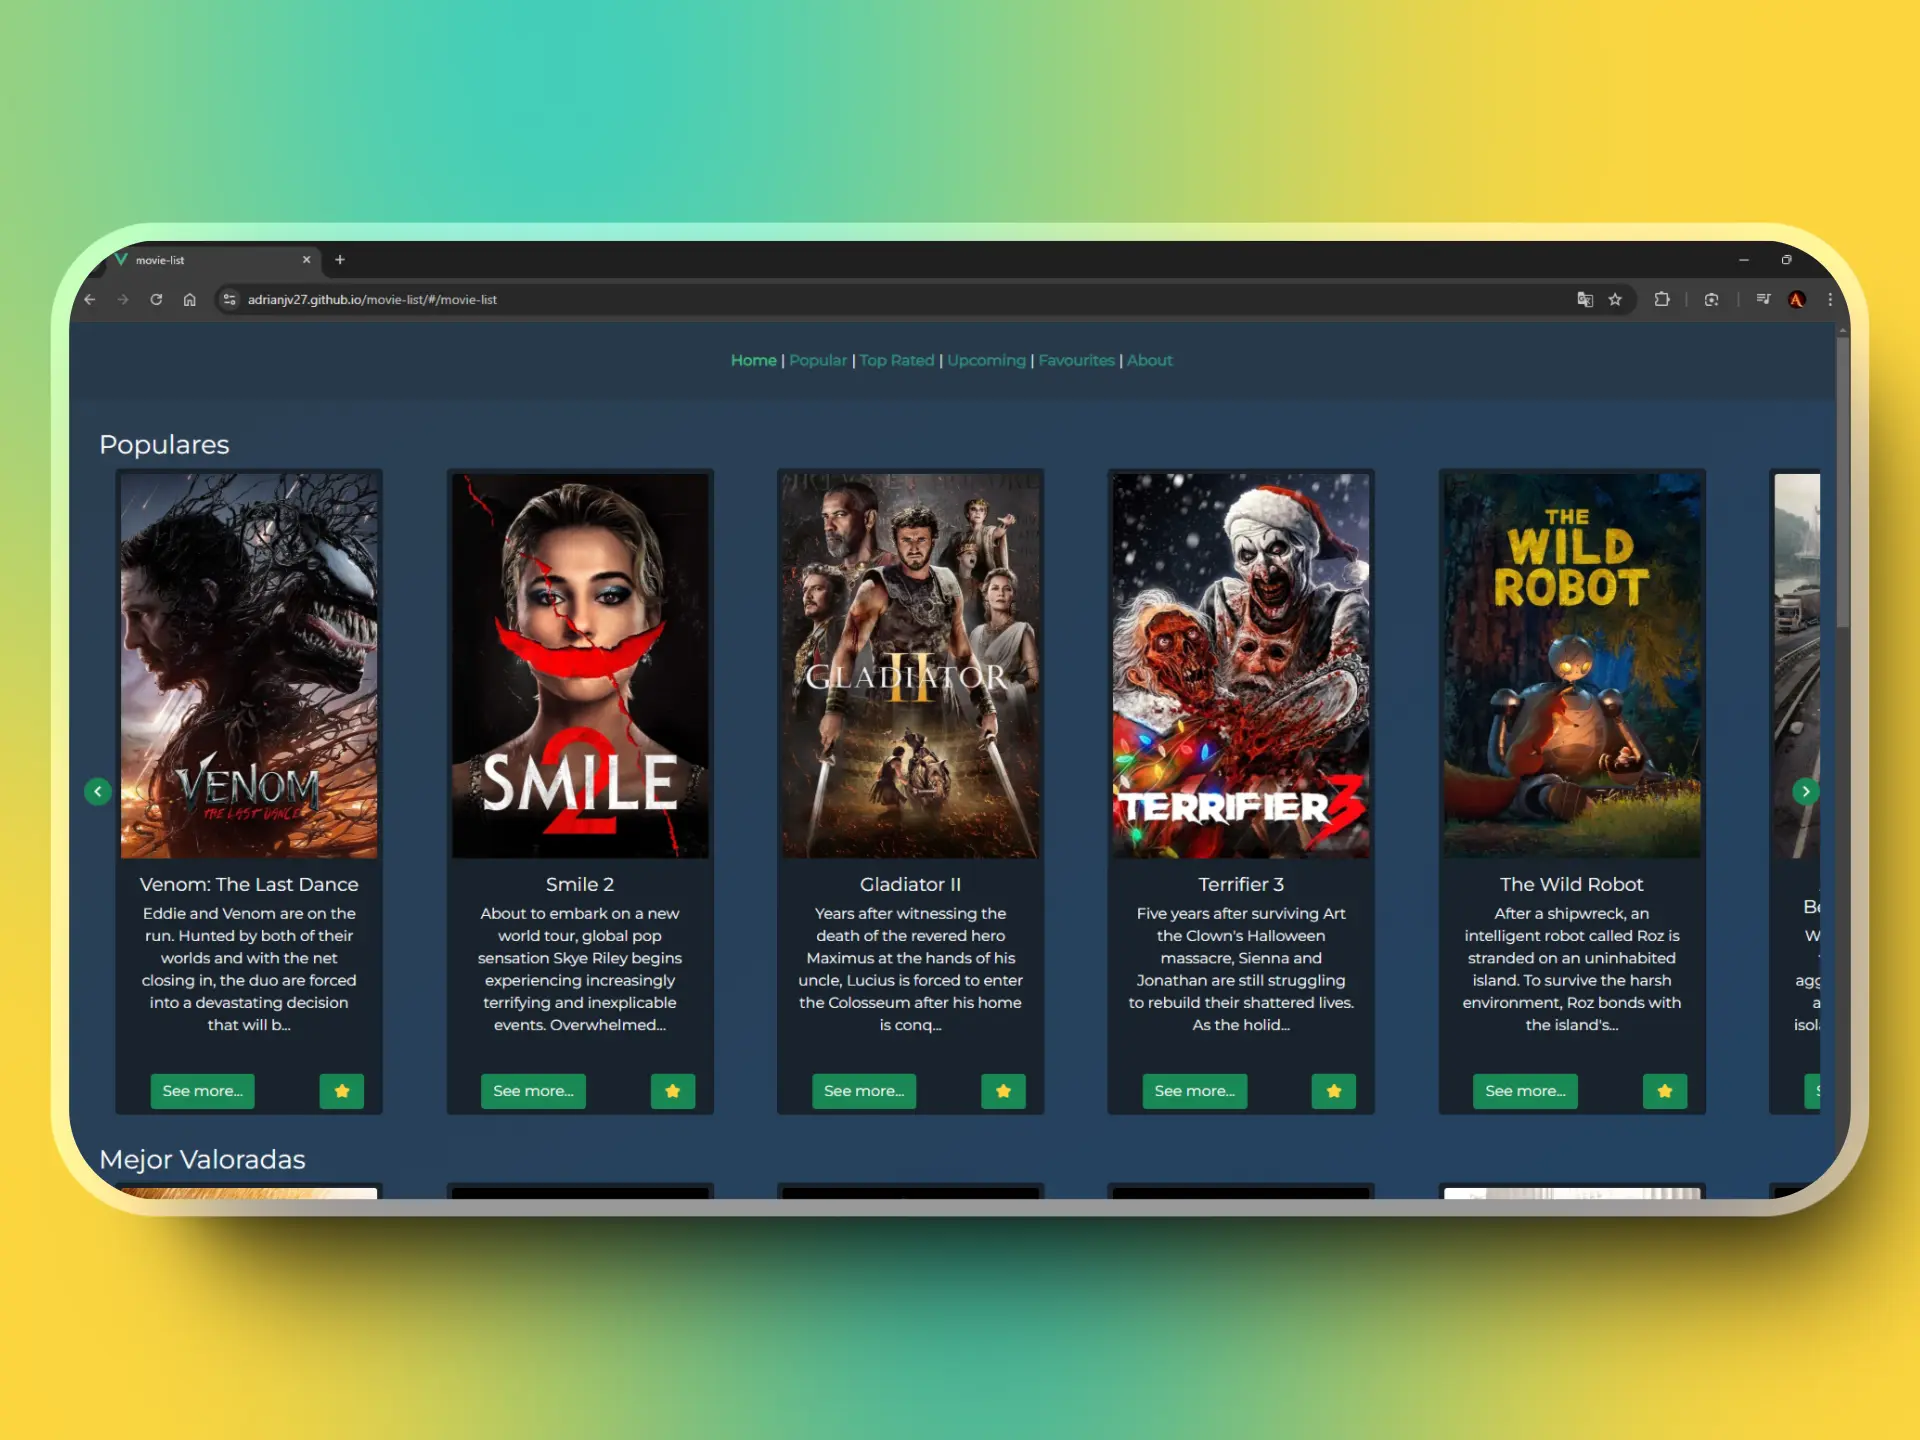 movie-list
adrianjv27.github.io/movie-list/#/movie-list
Home | Popular | Top Rated | Upcoming | Favourites | About
Populares
VENOM
THE LAST DANCE
SMILE
2
GLADIATOR
II
TERRIFIER 3
THE
WILD
ROBOT
Venom: The Last Dance
Eddie and Venom are on the
run. Hunted by both of their
worlds and with the net
closing in, the duo are forced
into a devastating decision
that will b...
See more...
Smile 2
About to embark on a new
world tour, global pop
sensation Skye Riley begins
experiencing increasingly
terrifying and inexplicable
events. Overwhelmed...
See more...
Gladiator II
Years after witnessing the
death of the revered hero
Maximus at the hands of his
uncle, Lucius is forced to enter
the Colosseum after his home
is conq...
See more...
Terrifier 3
Five years after surviving Art
the Clown's Halloween
massacre, Sienna and
Jonathan are still struggling
to rebuild their shattered lives.
As the holid...
See more...
The Wild Robot
After a shipwreck, an
intelligent robot called Roz is
stranded on an uninhabited
island. To survive the harsh
environment, Roz bonds with
the island's...
See more...
Mejor Valoradas